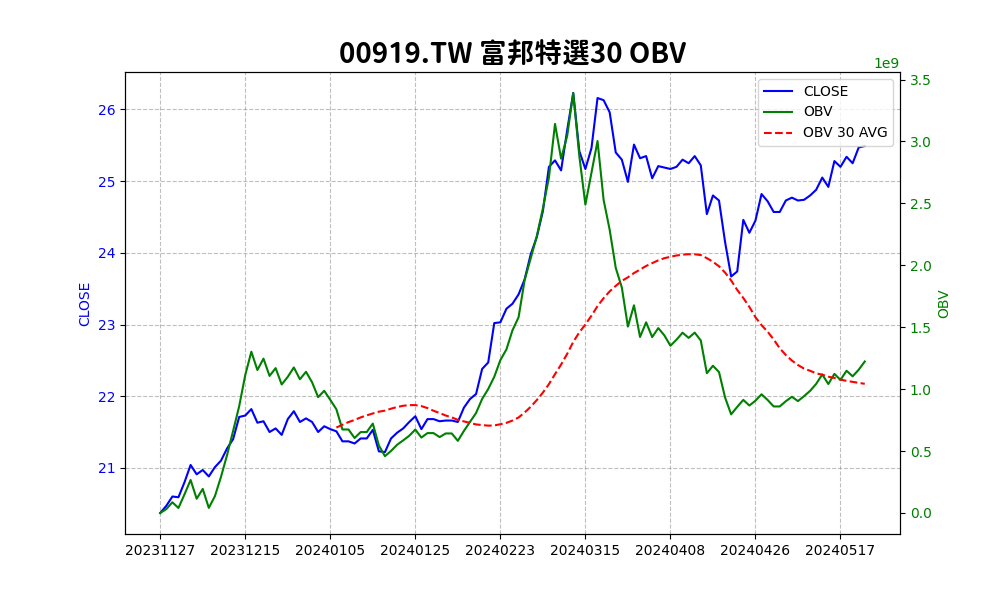 00919.TW 富邦特選30 OBV
1e9
CLOSE
OBV
OBV 30 AVG
26
25
24
23
22
21
CLOSE
3.5
3.0
2.5
2.0
1.5
1.0
0.5
0.0
OBV
20231127 20231215 20240105 20240125 20240223 20240315 20240408 20240426 20240517